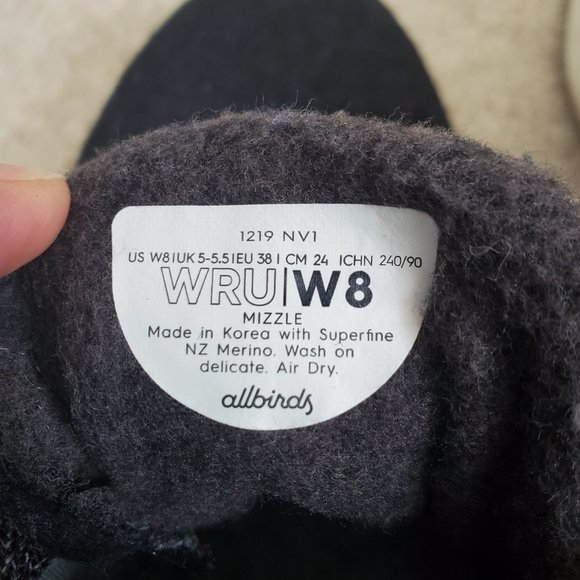 1219 NV1
US W8|UK 5-5.5|EU 38| CM 24 |CHN 240/90
WRU|W8
MIZZLE
Made in Korea with Superfine
NZ Merino. Wash on
delicate. Air Dry.
allbirds